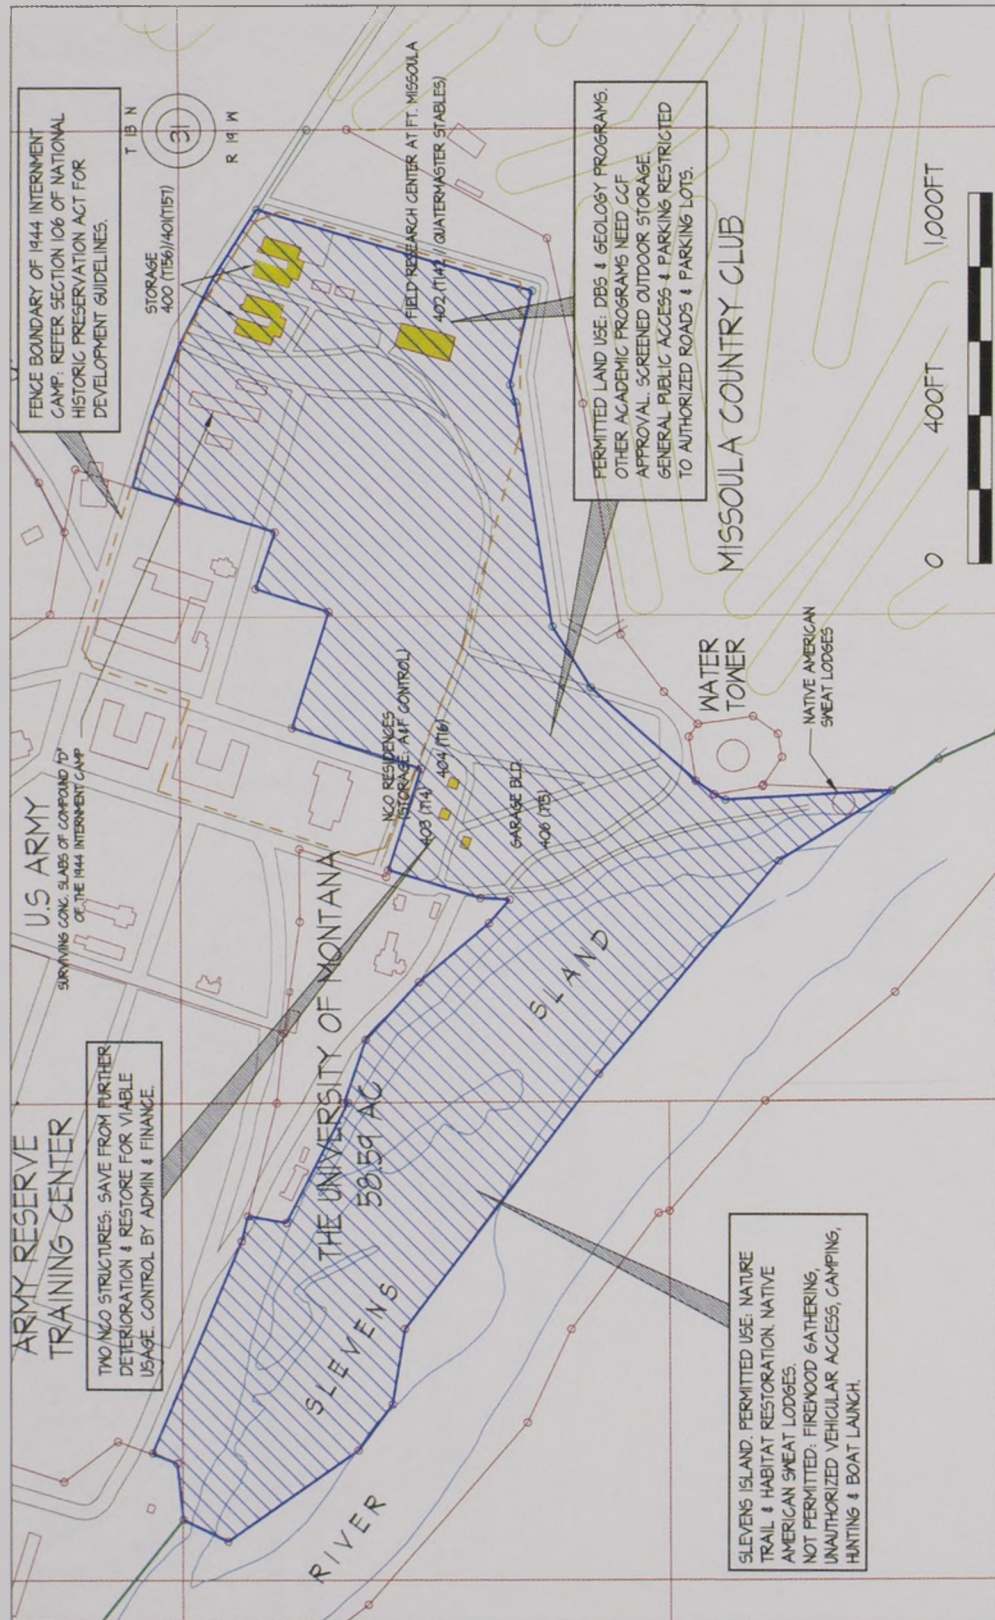 FENCE BOUNDARY OF 1944 INTERNMENT
CAMP: REFER SECTION 106 OF NATIONAL
HISTORIC PRESERVATION ACT FOR
DEVELOPMENT GUIDELINES.
T 13 N
31
R 19 W
STORAGE
400 (T156)/401(T157)
FIELD RESEARCH CENTER AT FT. MISSOULA
402 (T142, QUATERMASTER STABLES)
PERMITTED LAND USE: DBS & GEOLOGY PROGRAMS.
OTHER ACADEMIC PROGRAMS NEED CCF
APPROVAL. SCREENED OUTDOOR STORAGE.
GENERAL PUBLIC ACCESS & PARKING RESTRICTED
TO AUTHORIZED ROADS & PARKING LOTS.
MISSOULA COUNTRY CLUB
0 400FT 1,000FT
U.S ARMY
SURVIVING CONC. SLABS OF COMPOUND "D"
OF THE 1944 INTERNMENT CAMP
NCO RESIDENCES
(STORAGE: A&F CONTROL)
403 (T14)
404 (T16)
GARAGE BLD.
406 (T15)
WATER
TOWER
NATIVE AMERICAN
SWEAT LODGES
ARMY RESERVE
TRAINING CENTER
TWO NCO STRUCTURES: SAVE FROM FURTHER
DETERIORATION & RESTORE FOR VIABLE
USAGE. CONTROL BY ADMIN & FINANCE.
THE UNIVERSITY OF MONTANA
58.59 AC
SLEVENS ISLAND
RIVER
SLEVENS ISLAND. PERMITTED USE: NATURE
TRAIL & HABITAT RESTORATION. NATIVE
AMERICAN SWEAT LODGES.
NOT PERMITTED: FIREWOOD GATHERING,
UNAUTHORIZED VEHICULAR ACCESS, CAMPING,
HUNTING & BOAT LAUNCH.